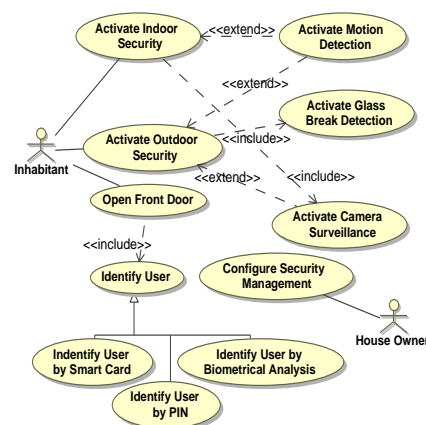 Activate Indoor
Security
<<extend>>
Activate Motion
Detection
<<extend>>
Activate Glass
Break Detection
Activate Outdoor
Security
<<include>>
Inhabitant
<<extend>>
<<include>>
Open Front Door
Activate Camera
Surveillance
<<include>>
Identify User
Configure Security
Management
House Owner
Indentify User
by Smart Card
Identify User by
Biometrical Analysis
Identify User
by PIN